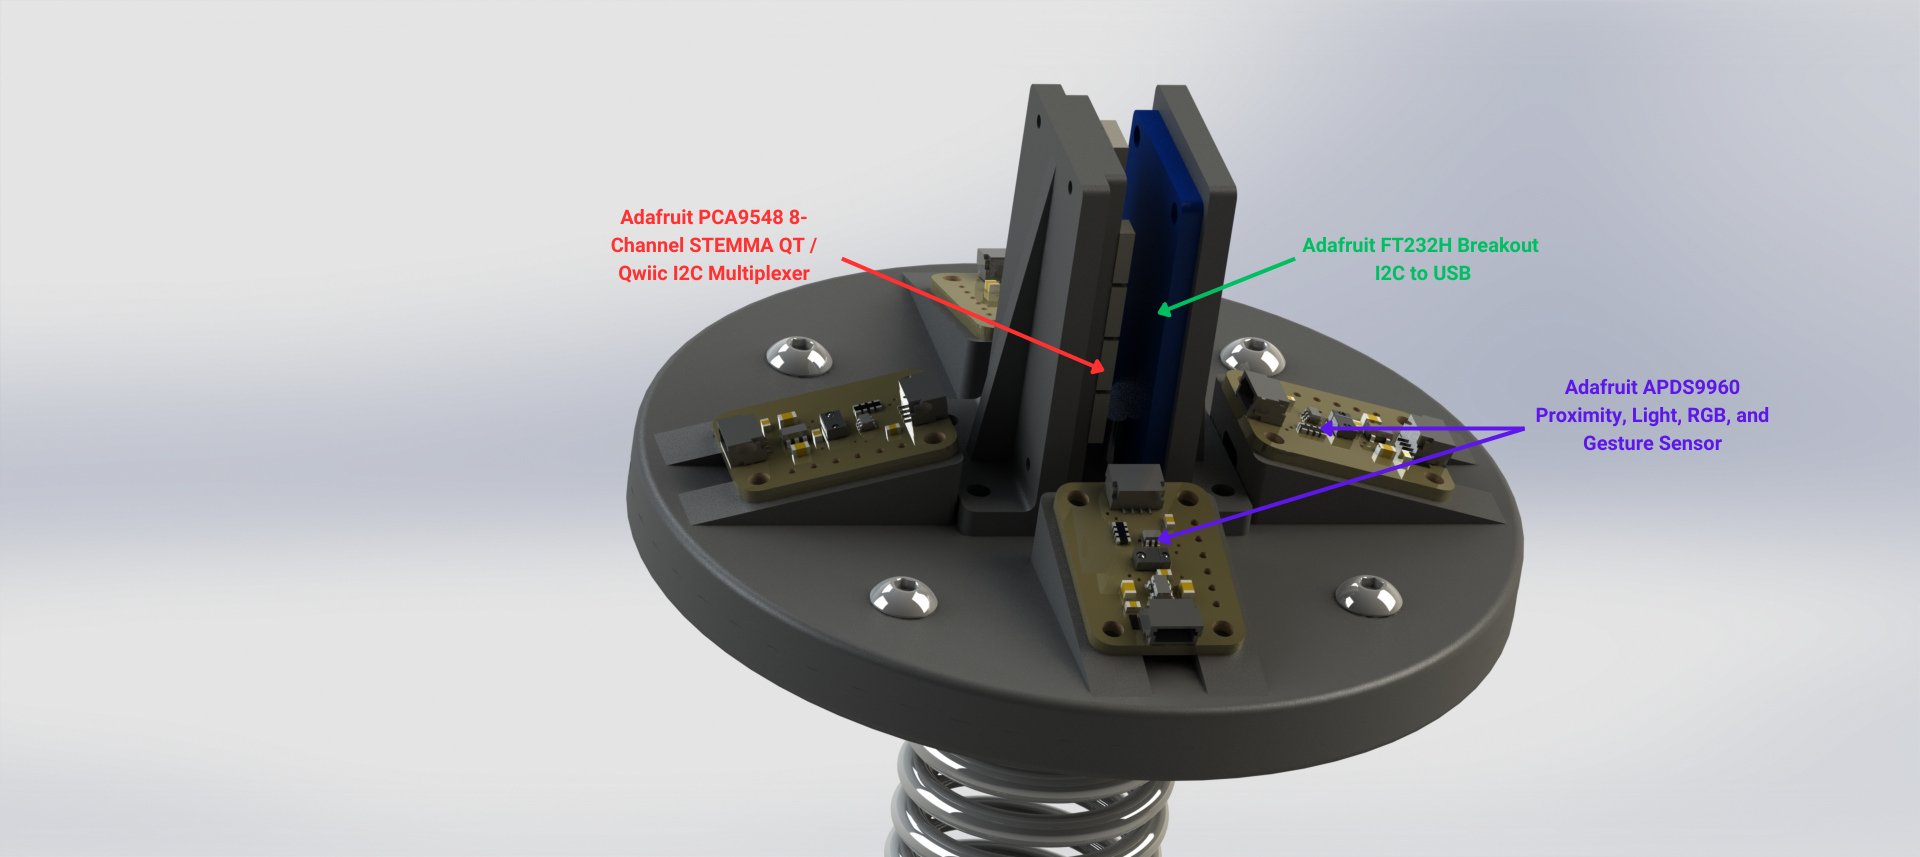 Adafruit PCA9548 8-
Channel STEMMA QT /
Qwiic I2C Multiplexer
Adafruit FT232H Breakout
I2C to USB
Adafruit APDS9960
Proximity, Light, RGB, and
Gesture Sensor